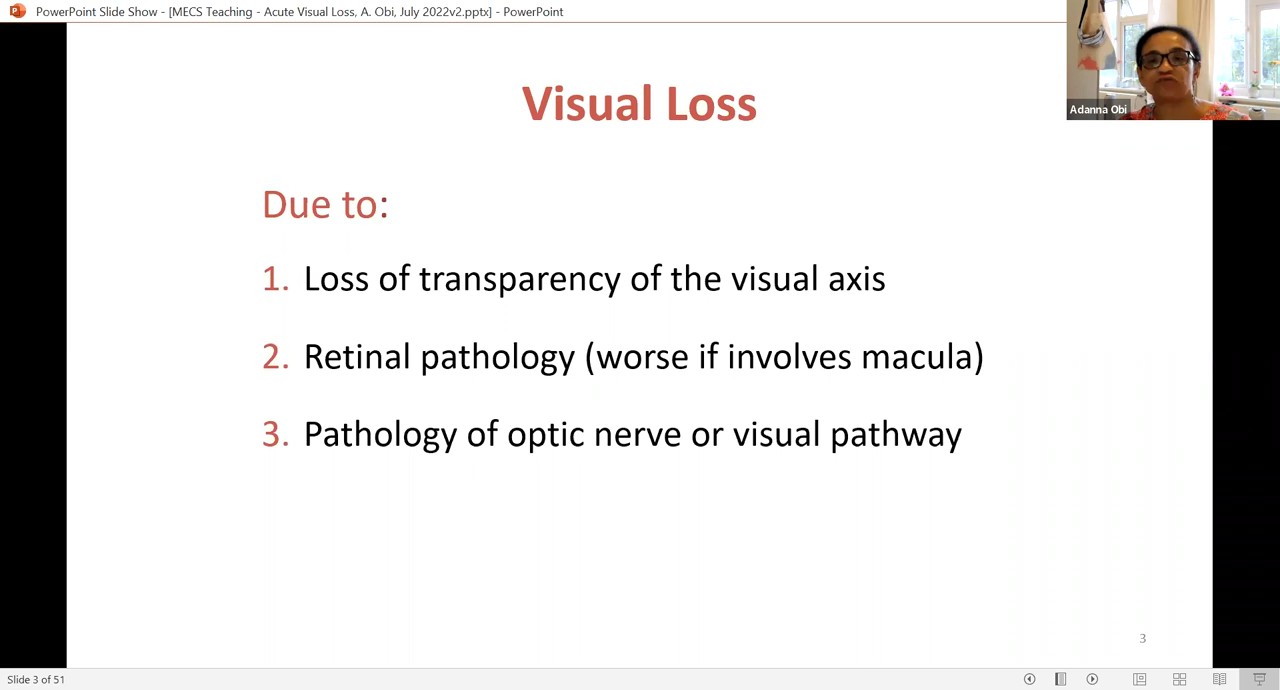 PowerPoint Slide Show - [MECS Teaching - Acute Visual Loss, A. Obi, July 2022v2.pptx] - PowerPoint
Adanna Obi
Visual Loss
Due to:
1. Loss of transparency of the visual axis
2. Retinal pathology (worse if involves macula)
3. Pathology of optic nerve or visual pathway
3
Slide 3 of 51